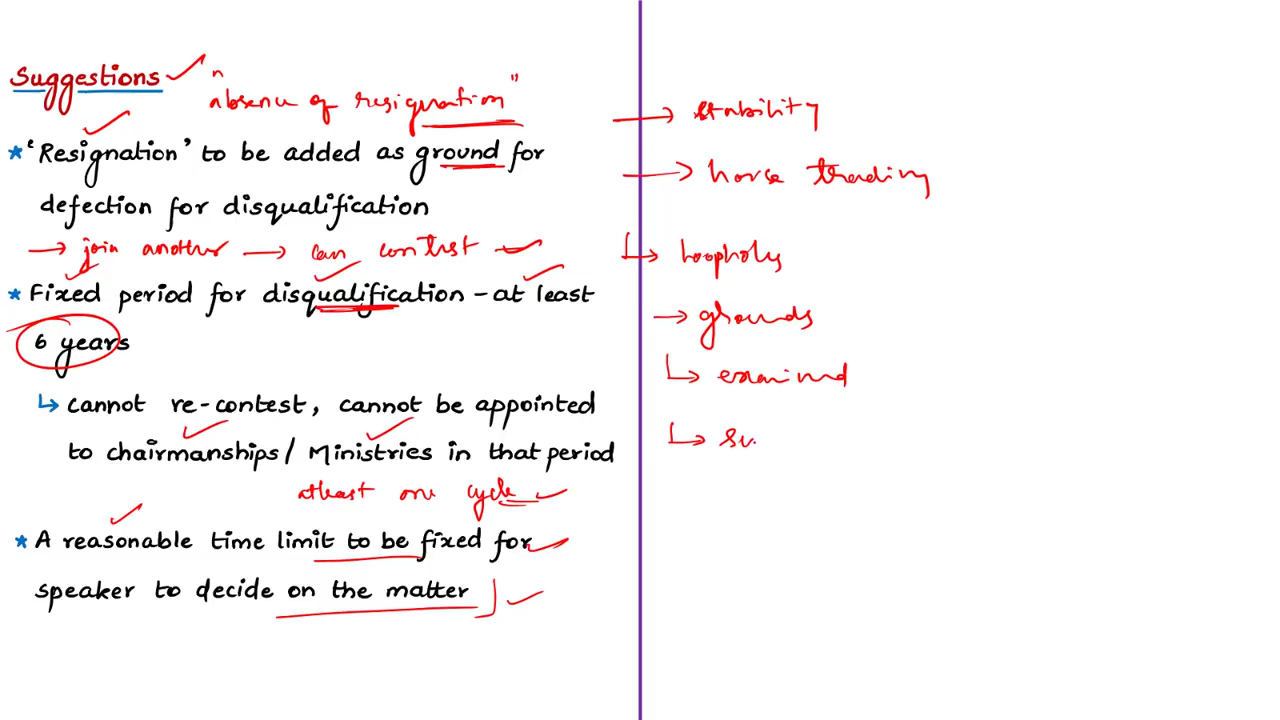 Suggestions
"absence of resignation"
* 'Resignation' to be added as ground for
defection for disqualification
→ join another → can contest
* Fixed period for disqualification - at least
6 years
↳ cannot re-contest, cannot be appointed
to chairmanships/ Ministries in that period
atleast one cycle
* A reasonable time limit to be fixed for
speaker to decide on the matter
→ stability
→ horse trading
↳ loopholes
→ grounds
↳ examined
↳ su